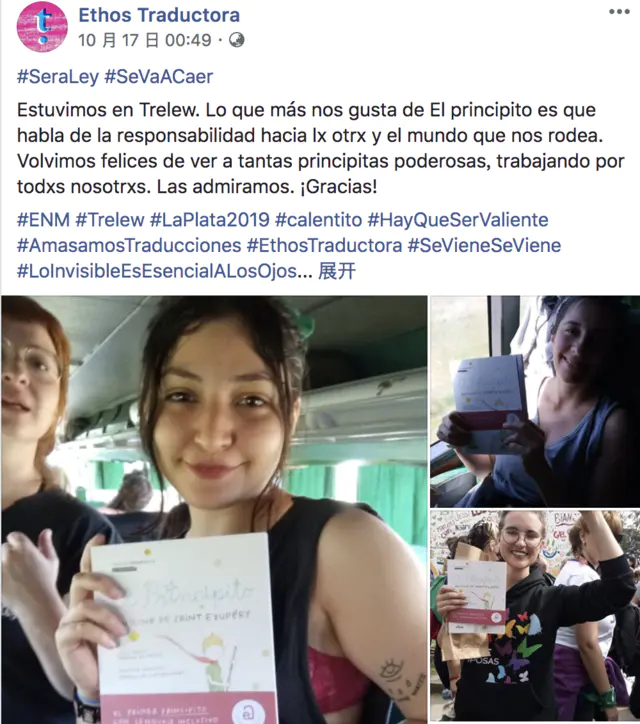 Ethos Traductora
10 月 17 日 00:49 ·
#SeraLey #SeVaACaer
Estuvimos en Trelew. Lo que más nos gusta de El principito es que
habla de la responsabilidad hacia lx otrx y el mundo que nos rodea.
Volvimos felices de ver a tantas principitas poderosas, trabajando por
todxs nosotrxs. Las admiramos. ¡Gracias!
#ENM #Trelew #LaPlata2019 #calentito #HayQueSerValiente
#AmasamosTraducciones #EthosTraductora #SeVieneSeViene
#LoInvisibleEsEsencialALosOjos... 展开
Principito
DE SAINT EXUPÉRY
EL PRIMER PRINCIPITO
CON LENGUAJE INCLUSIVO